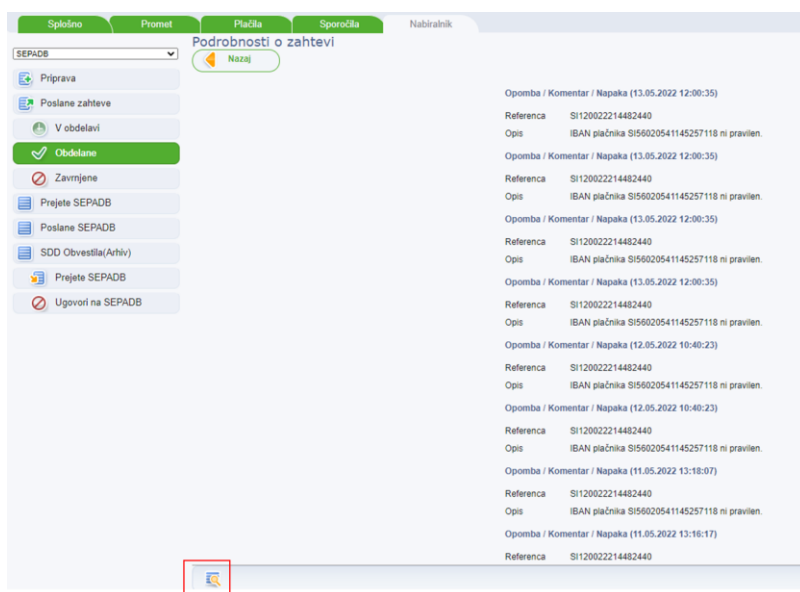 Splošno Promet Plačila Sporočila Nabiralnik
SEPADB
Podrobnosti o zahtevi
Nazaj
Priprava
Poslane zahteve
V obdelavi
Obdelane
Zavrnjene
Prejete SEPADB
Poslane SEPADB
SDD Obvestila(Arhiv)
Prejete SEPADB
Ugovori na SEPADB
Opomba / Komentar / Napaka (13.05.2022 12:00:35)
Referenca SI120022214482440
Opis IBAN plačnika SI56020541145257118 ni pravilen.
Opomba / Komentar / Napaka (13.05.2022 12:00:35)
Referenca SI120022214482440
Opis IBAN plačnika SI56020541145257118 ni pravilen.
Opomba / Komentar / Napaka (13.05.2022 12:00:35)
Referenca SI120022214482440
Opis IBAN plačnika SI56020541145257118 ni pravilen.
Opomba / Komentar / Napaka (13.05.2022 12:00:35)
Referenca SI120022214482440
Opis IBAN plačnika SI56020541145257118 ni pravilen.
Opomba / Komentar / Napaka (12.05.2022 10:40:23)
Referenca SI120022214482440
Opis IBAN plačnika SI56020541145257118 ni pravilen.
Opomba / Komentar / Napaka (12.05.2022 10:40:23)
Referenca SI120022214482440
Opis IBAN plačnika SI56020541145257118 ni pravilen.
Opomba / Komentar / Napaka (11.05.2022 13:18:07)
Referenca SI120022214482440
Opis IBAN plačnika SI56020541145257118 ni pravilen.
Opomba / Komentar / Napaka (11.05.2022 13:16:17)
Referenca SI120022214482440